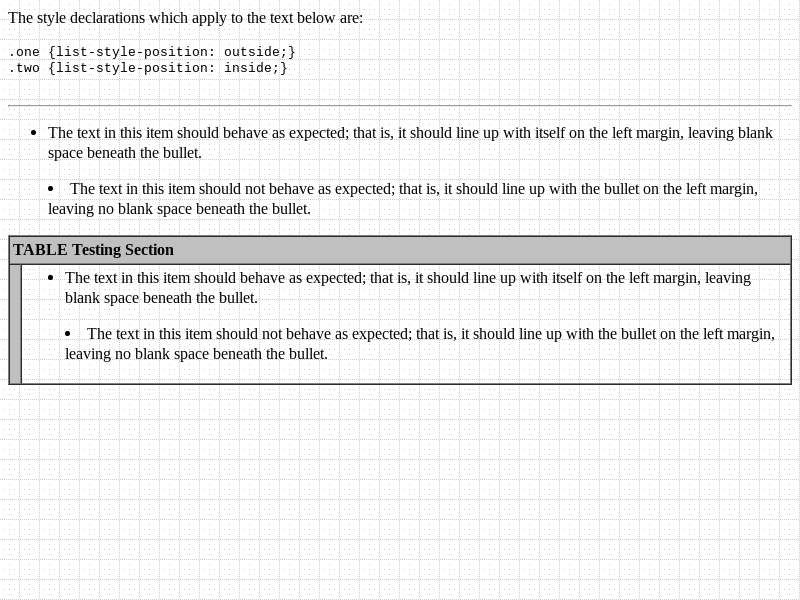 The style declarations which apply to the text below are:
.one {list-style-position: outside;}
.two {list-style-position: inside;}
• The text in this item should behave as expected; that is, it should line up with itself on the left margin, leaving blank
space beneath the bullet.
• The text in this item should not behave as expected; that is, it should line up with the bullet on the left margin,
leaving no blank space beneath the bullet.
TABLE Testing Section
• The text in this item should behave as expected; that is, it should line up with itself on the left margin, leaving
blank space beneath the bullet.
• The text in this item should not behave as expected; that is, it should line up with the bullet on the left margin,
leaving no blank space beneath the bullet.